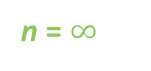 n = ∞